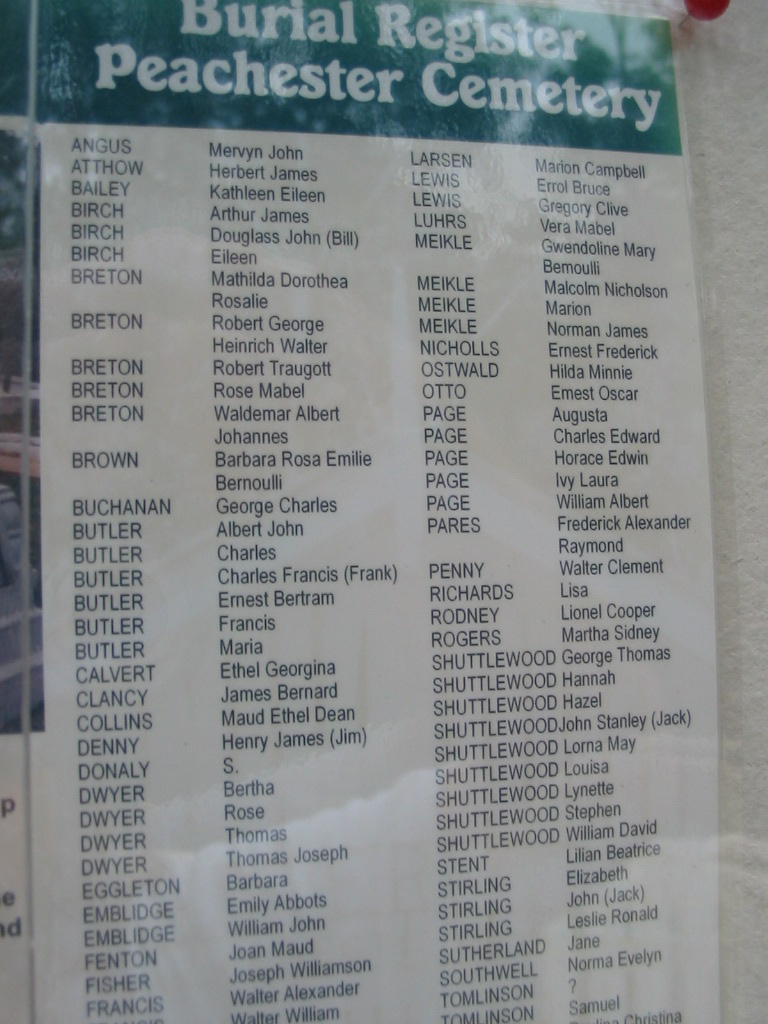 Burial Register
Peachester Cemetery
ANGUS Mervyn John
ATTHOW Herbert James
BAILEY Kathleen Eileen
BIRCH Arthur James
BIRCH Douglass John (Bill)
BIRCH Eileen
BRETON Mathilda Dorothea
Rosalie
BRETON Robert George
Heinrich Walter
BRETON Robert Traugott
BRETON Rose Mabel
BRETON Waldemar Albert
Johannes
BROWN Barbara Rosa Emilie
Bernoulli
BUCHANAN George Charles
BUTLER Albert John
BUTLER Charles
BUTLER Charles Francis (Frank)
BUTLER Ernest Bertram
BUTLER Francis
BUTLER Maria
CALVERT Ethel Georgina
CLANCY James Bernard
COLLINS Maud Ethel Dean
DENNY Henry James (Jim)
DONALY S.
DWYER Bertha
DWYER Rose
DWYER Thomas
DWYER Thomas Joseph
EGGLETON Barbara
EMBLIDGE Emily Abbots
EMBLIDGE William John
FENTON Joan Maud
FISHER Joseph Williamson
FRANCIS Walter Alexander
Walter William
LARSEN Marion Campbell
LEWIS Errol Bruce
LEWIS Gregory Clive
LUHRS Vera Mabel
MEIKLE Gwendoline Mary
Bernoulli
MEIKLE Malcolm Nicholson
MEIKLE Marion
MEIKLE Norman James
NICHOLLS Ernest Frederick
OSTWALD Hilda Minnie
OTTO Ernest Oscar
PAGE Augusta
PAGE Charles Edward
PAGE Horace Edwin
PAGE Ivy Laura
PAGE William Albert
PARES Frederick Alexander
Raymond
PENNY Walter Clement
RICHARDS Lisa
RODNEY Lionel Cooper
ROGERS Martha Sidney
SHUTTLEWOOD George Thomas
SHUTTLEWOOD Hannah
SHUTTLEWOOD Hazel
SHUTTLEWOOD John Stanley (Jack)
SHUTTLEWOOD Lorna May
SHUTTLEWOOD Louisa
SHUTTLEWOOD Lynette
SHUTTLEWOOD Stephen
SHUTTLEWOOD William David
STENT Lilian Beatrice
STIRLING Elizabeth
STIRLING John (Jack)
STIRLING Leslie Ronald
SUTHERLAND Jane
SOUTHWELL Norma Evelyn
TOMLINSON ?
TOMLINSON Samuel
Christina